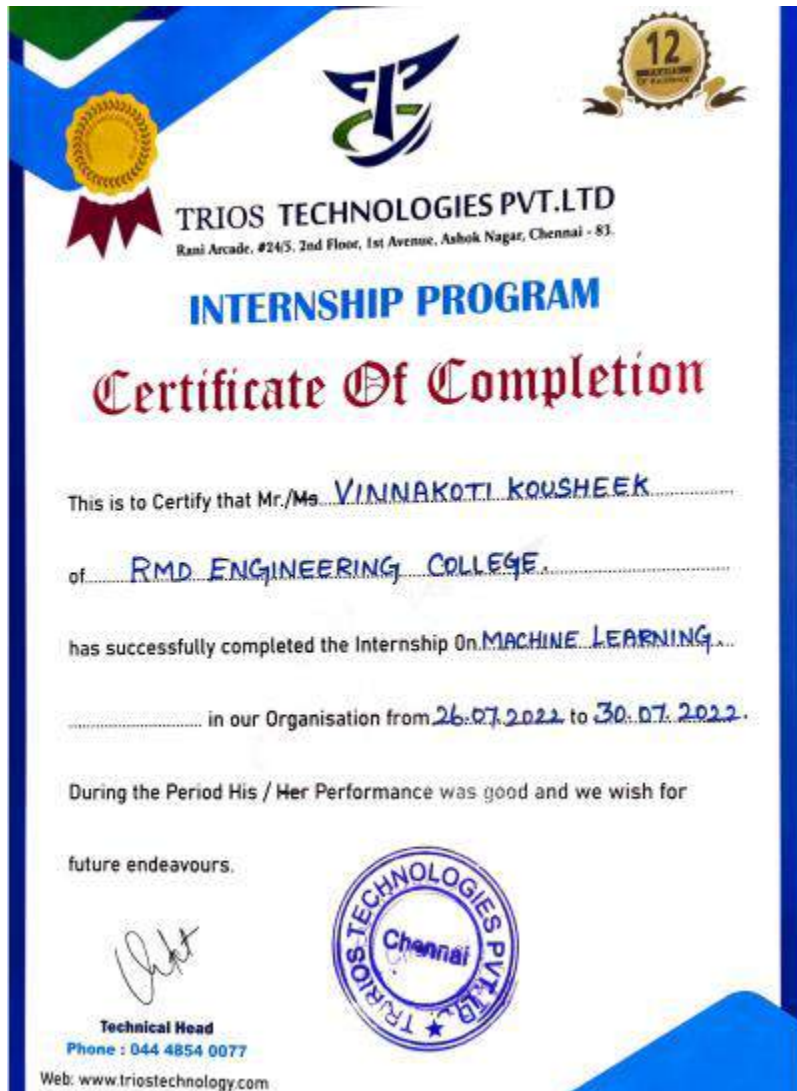 12
TRIOS TECHNOLOGIES PVT.LTD
Rani Arcade, #24/5, 2nd Floor, 1st Avenue, Ashok Nagar, Chennai - 83.
INTERNSHIP PROGRAM
Certificate Of Completion
This is to Certify that Mr./Ms VINNAKOTI KOUSHEEK
of RMD ENGINEERING COLLEGE.
has successfully completed the Internship On MACHINE LEARNING.
in our Organisation from 26.07.2022 to 30.07.2022.
During the Period His / Her Performance was good and we wish for
future endeavours.
TRIOS TECHNOLOGIES PVT. LTD.
Chennai
Technical Head
Phone : 044 4854 0077
Web: www.triostechnology.com